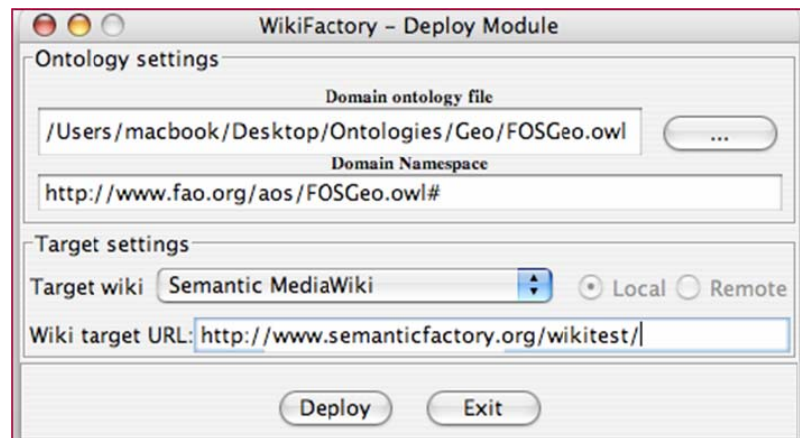 WikiFactory - Deploy Module
Ontology settings
Domain ontology file
/Users/macbook/Desktop/Ontologies/Geo/FOSGeo.owl
...
Domain Namespace
http://www.fao.org/aos/FOSGeo.owl#
Target settings
Target wiki Semantic MediaWiki Local Remote
Wiki target URL: http://www.semanticfactory.org/wikitest/
Deploy Exit